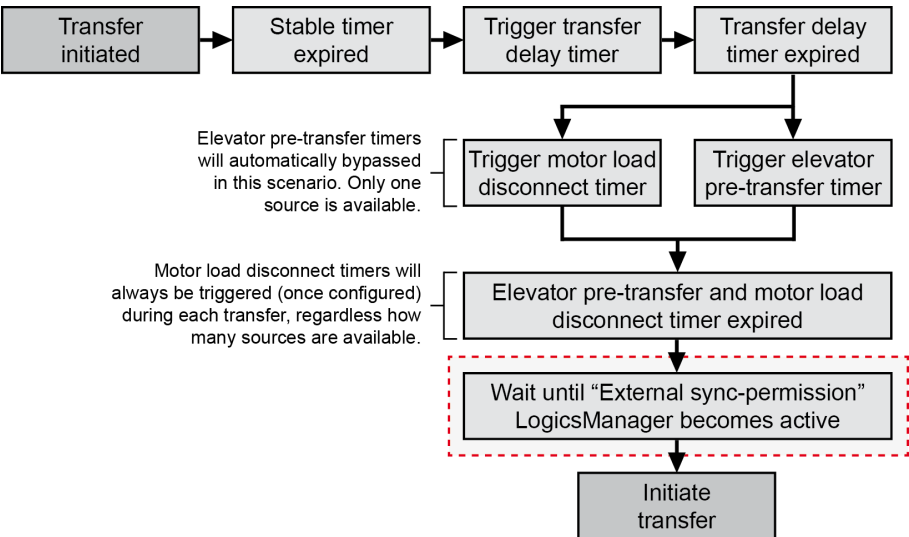 Transfer
initiated
Stable timer
expired
Trigger transfer
delay timer
Transfer delay
timer expired
Elevator pre-transfer timers
will automatically bypassed
in this scenario. Only one
source is available.
Trigger motor load
disconnect timer
Trigger elevator
pre-transfer timer
Motor load disconnect timers will
always be triggered (once configured)
during each transfer, regardless how
many sources are available.
Elevator pre-transfer and motor load
disconnect timer expired
Wait until “External sync-permission”
LogicsManager becomes active
Initiate
transfer